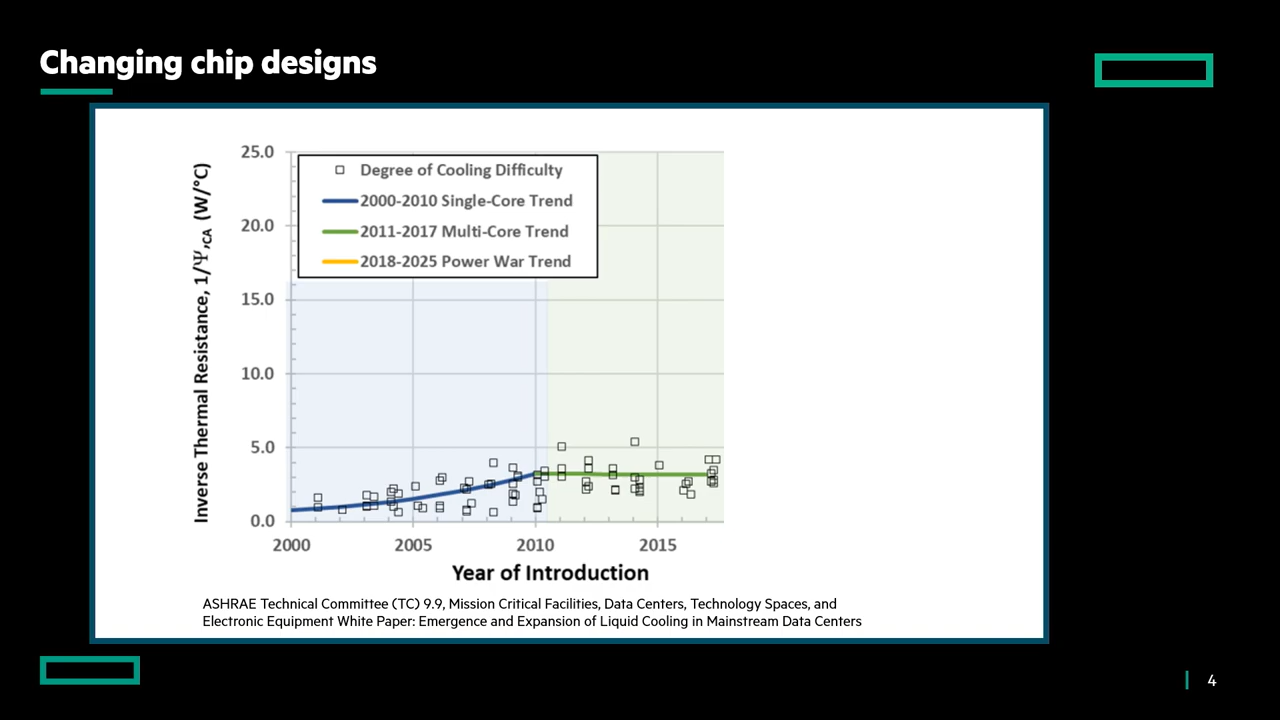 Changing chip designs
Inverse Thermal Resistance, 1/Ψ,CA (W/°C)
25.0
20.0
15.0
10.0
5.0
0.0
Degree of Cooling Difficulty
2000-2010 Single-Core Trend
2011-2017 Multi-Core Trend
2018-2025 Power War Trend
2000 2005 2010 2015
Year of Introduction
ASHRAE Technical Committee (TC) 9.9, Mission Critical Facilities, Data Centers, Technology Spaces, and
Electronic Equipment White Paper: Emergence and Expansion of Liquid Cooling in Mainstream Data Centers
4